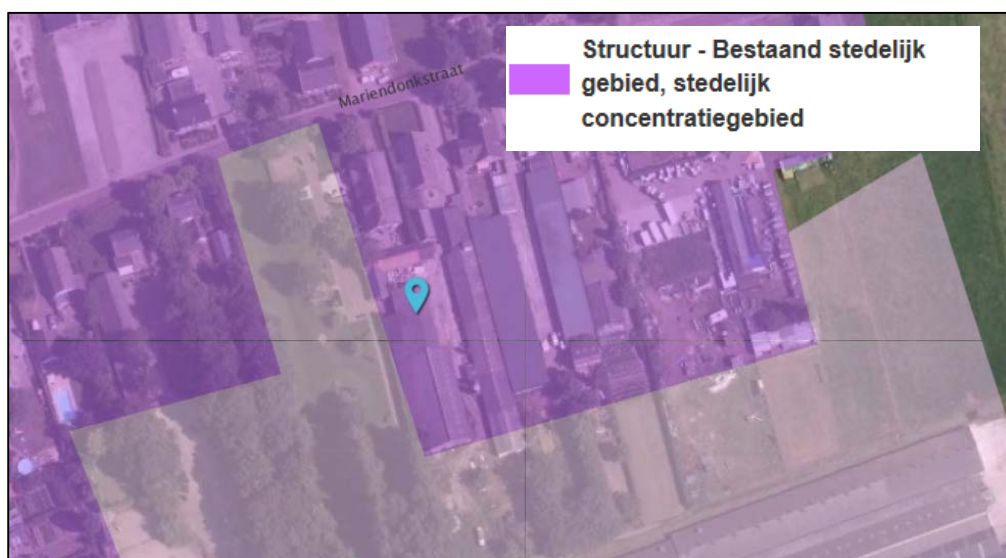 Structuur - Bestaand stedelijk
gebied, stedelijk
concentratiegebied
Mariendonkstraat